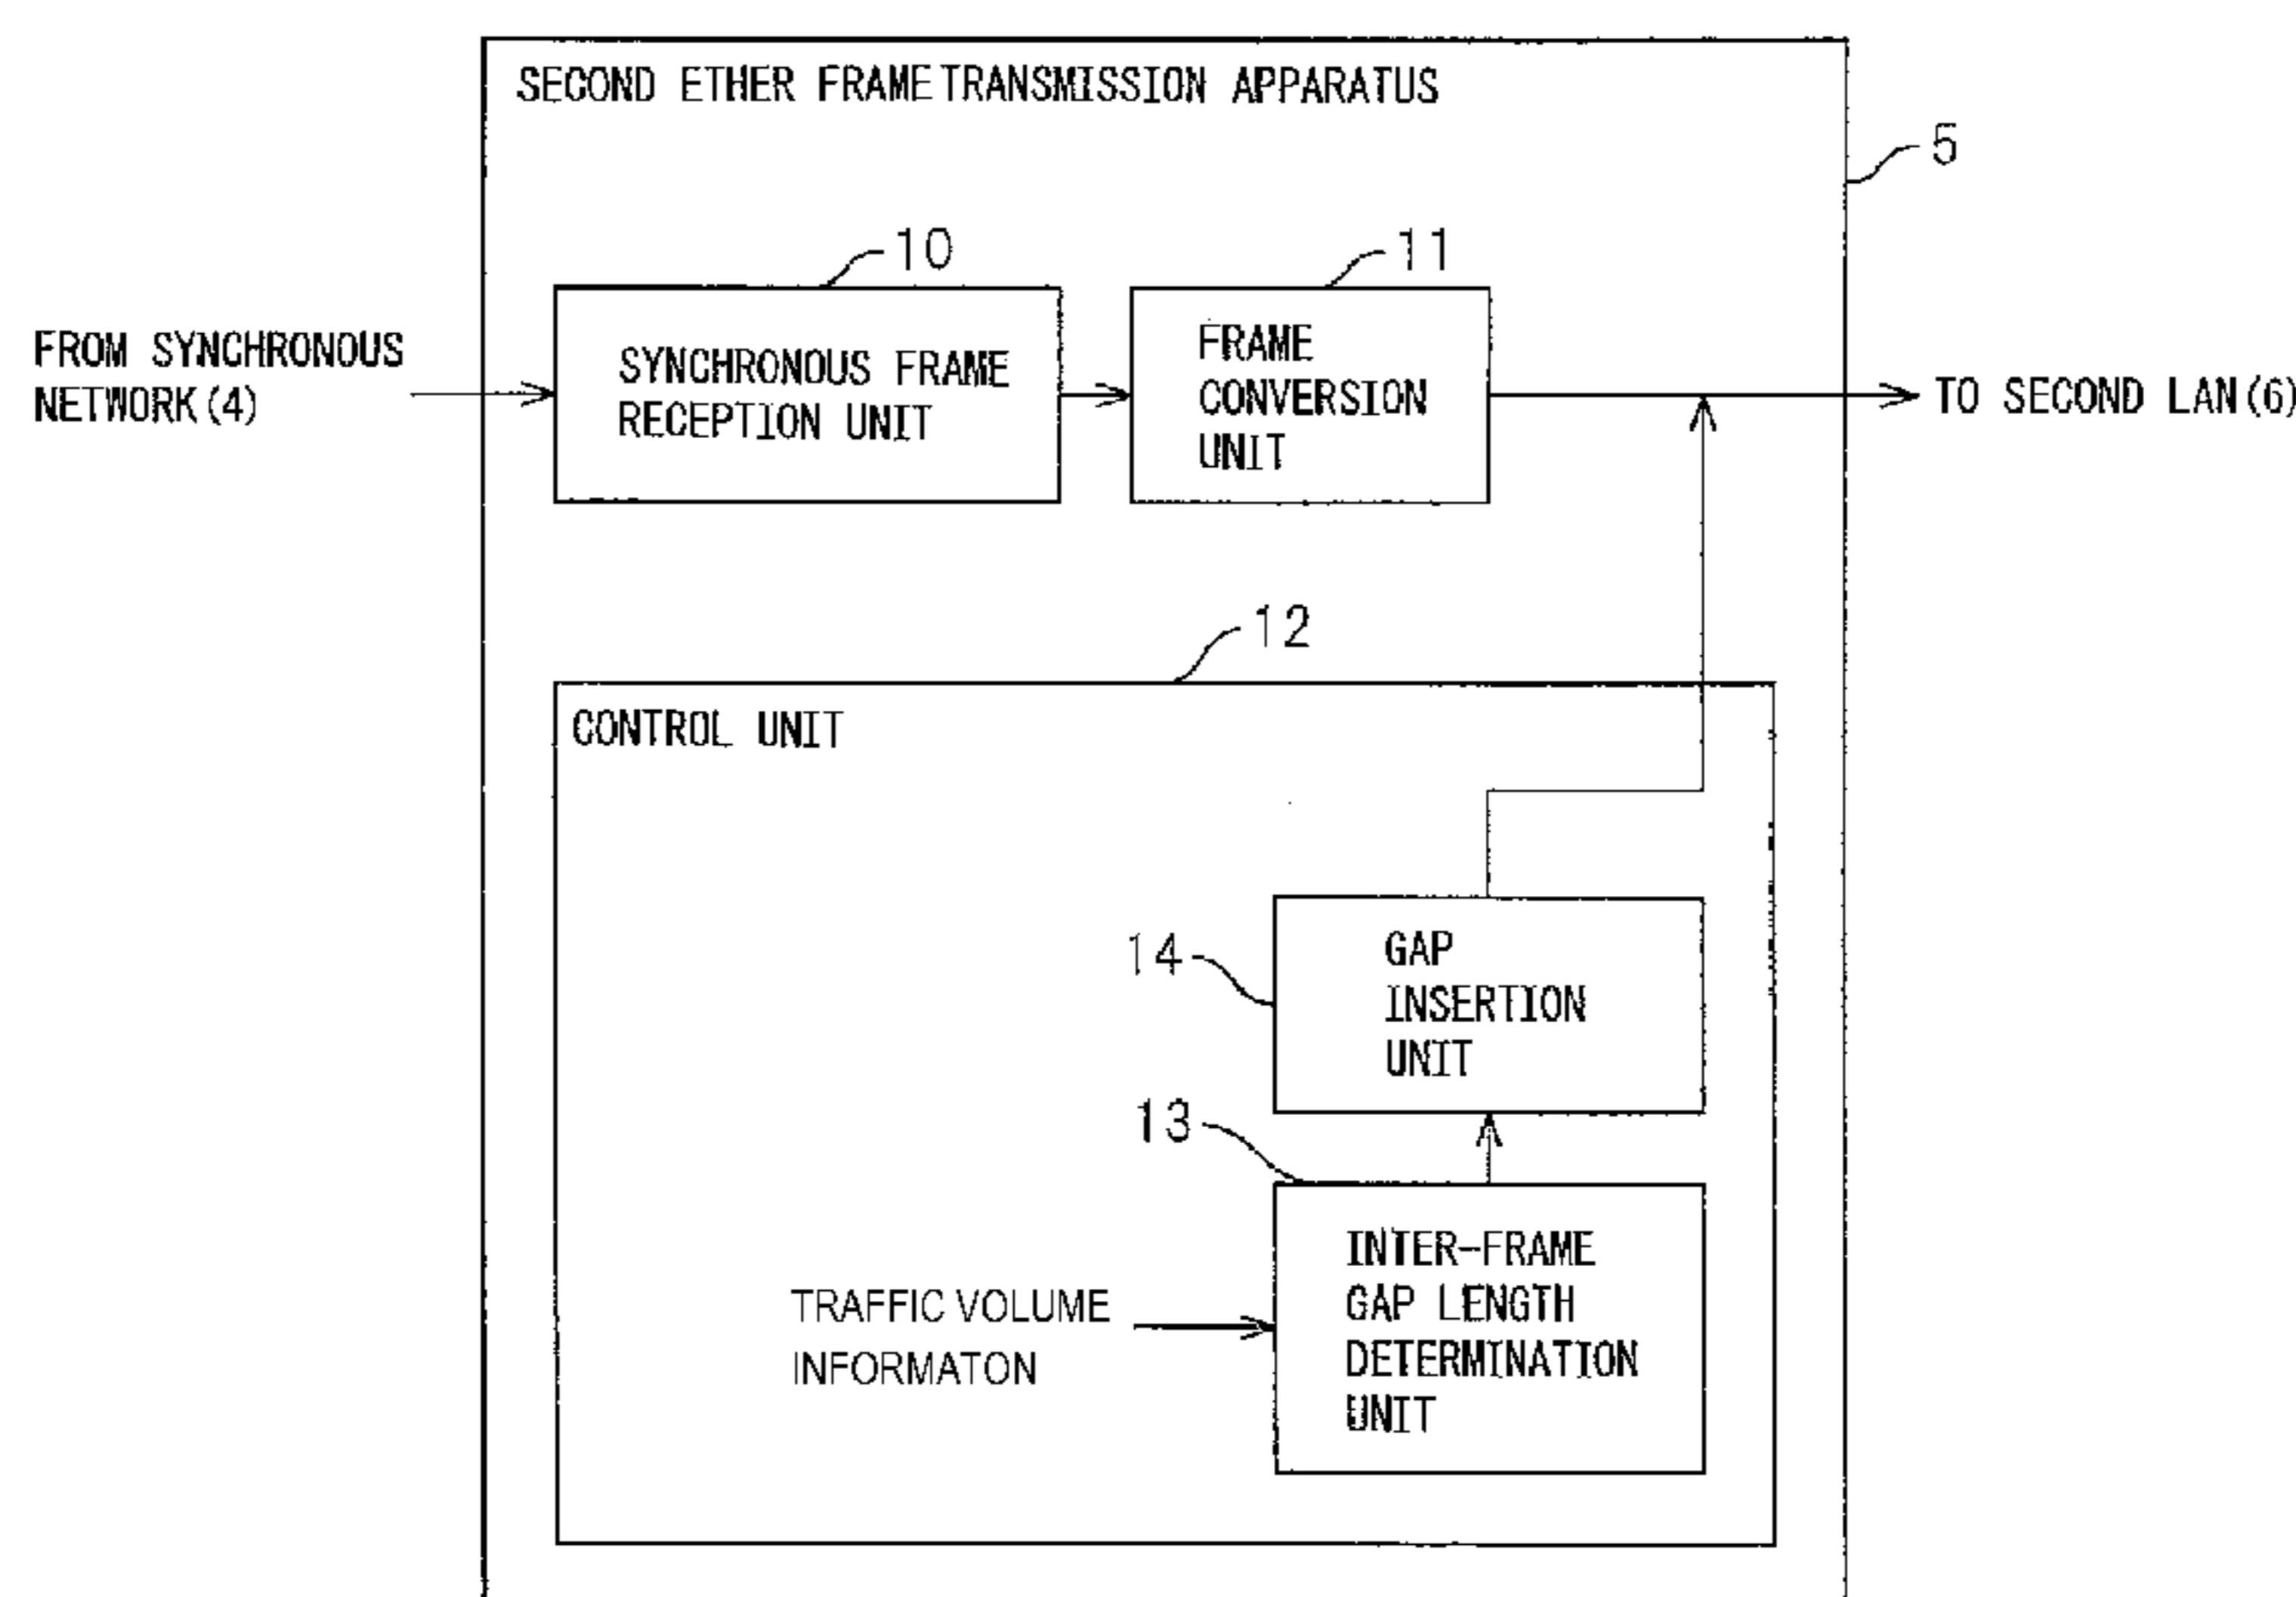 SECOND ETHER FRAME TRANSMISSION APPARATUS
5
10
11
FROM SYNCHRONOUS
NETWORK(4)
SYNCHRONOUS FRAME
RECEPTION UNIT
FRAME
CONVERSION
UNIT
TO SECOND LAN(6)
12
CONTROL UNIT
14
GAP
INSERTION
UNIT
13
INTER-FRAME
GAP LENGTH
DETERMINATION
UNIT
TRAFFIC VOLUME
INFORMATON